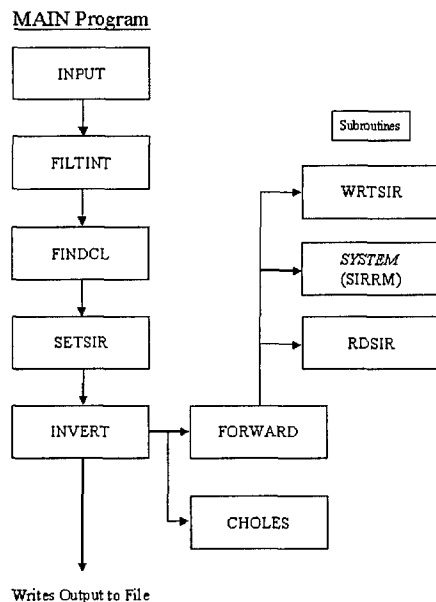 MAIN Program
INPUT
Subroutines
FILTINT
WRTSIR
FINDCL
SYSTEM
(SIRRM)
SETSIR
RDSIR
INVERT
FORWARD
CHOLES
Writes Output to File